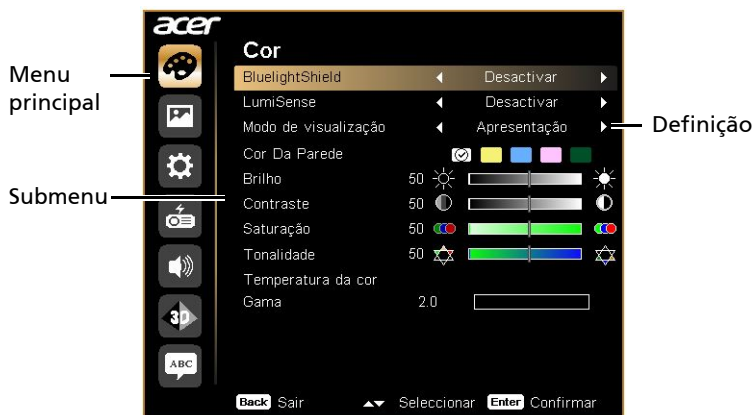 acer
Cor
Menu principal
BluelightShield Desactivar
LumiSense Desactivar
Modo de visualização Apresentação
Definição
Cor Da Parede
Brilho 50
Submenu
Contraste 50
Saturação 50
Tonalidade 50
Temperatura da cor
Gama 2.0
3D
ABC
Back Sair Seleccionar Enter Confirmar